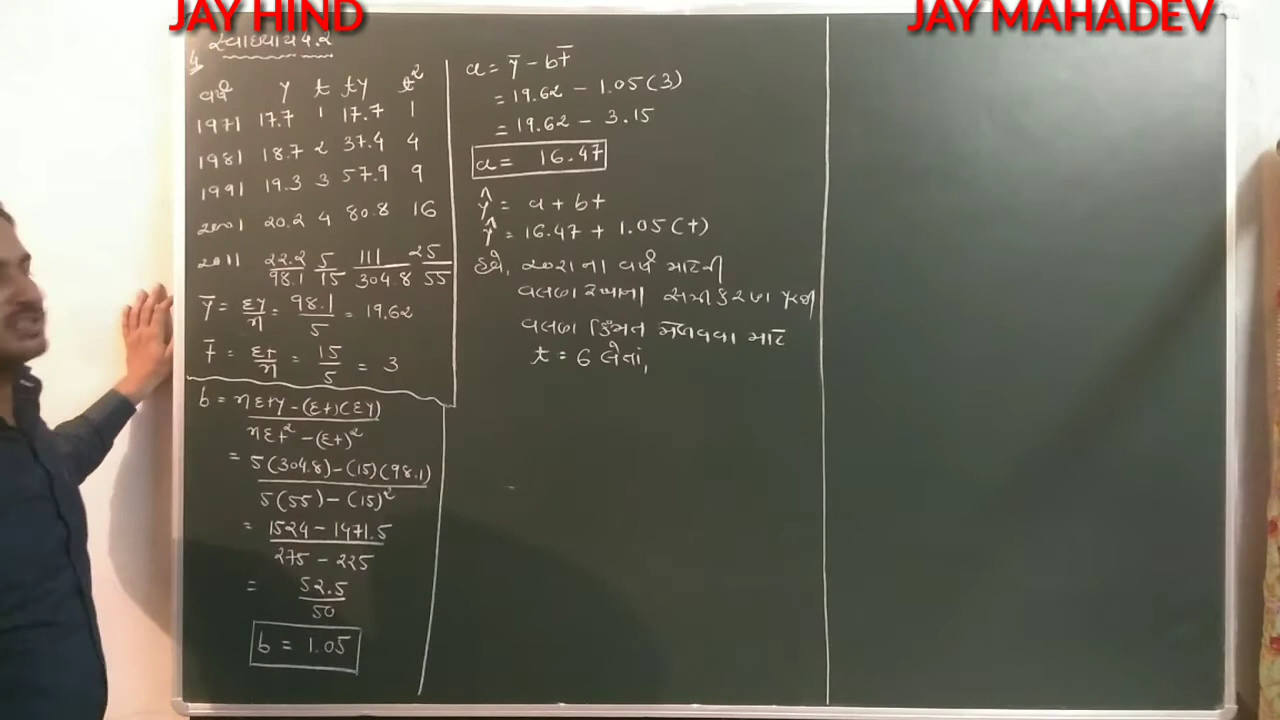 JAY HIND
JAY MAHADEV
સ્વાધ્યાય ૫.૨
૫
વર્ષ y t ty t²
1971 17.7 1 17.7 1
1981 18.7 2 37.4 4
1991 19.3 3 57.9 9
2001 20.2 4 80.8 16
2011 22.2 5 111 25
98.1 15 304.8 55
ȳ = Σy/n = 98.1/5 = 19.62
t̄ = Σt/n = 15/5 = 3
b = nΣty - (Σt)(Σy) / nΣt² - (Σt)²
= 5(304.8) - (15)(98.1) / 5(55) - (15)²
= 1524 - 1471.5 / 275 - 225
= 52.5 / 50
b = 1.05
a = ȳ - bt̄
= 19.62 - 1.05(3)
= 19.62 - 3.15
a = 16.47
ŷ = a + bt
ŷ = 16.47 + 1.05(t)
હવે, ૨૦૨૧ ના વર્ષ માટેની
વલણ રેખાના સમીકરણ પરથી
વલણ કિંમત મેળવવા માટે
t = 6 લેતાં,